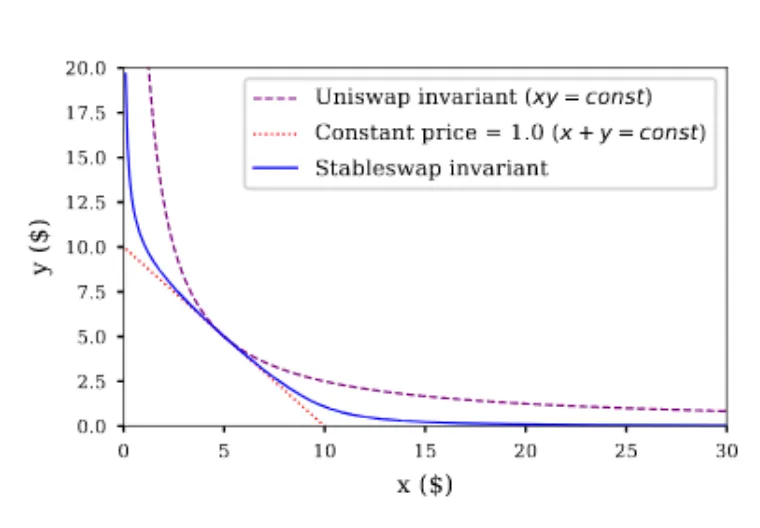 20.0
17.5
15.0
12.5
10.0
7.5
5.0
2.5
0.0
y ($)
Uniswap invariant (xy = const)
Constant price = 1.0 (x + y = const)
Stableswap invariant
0 5 10 15 20 25 30
x ($)